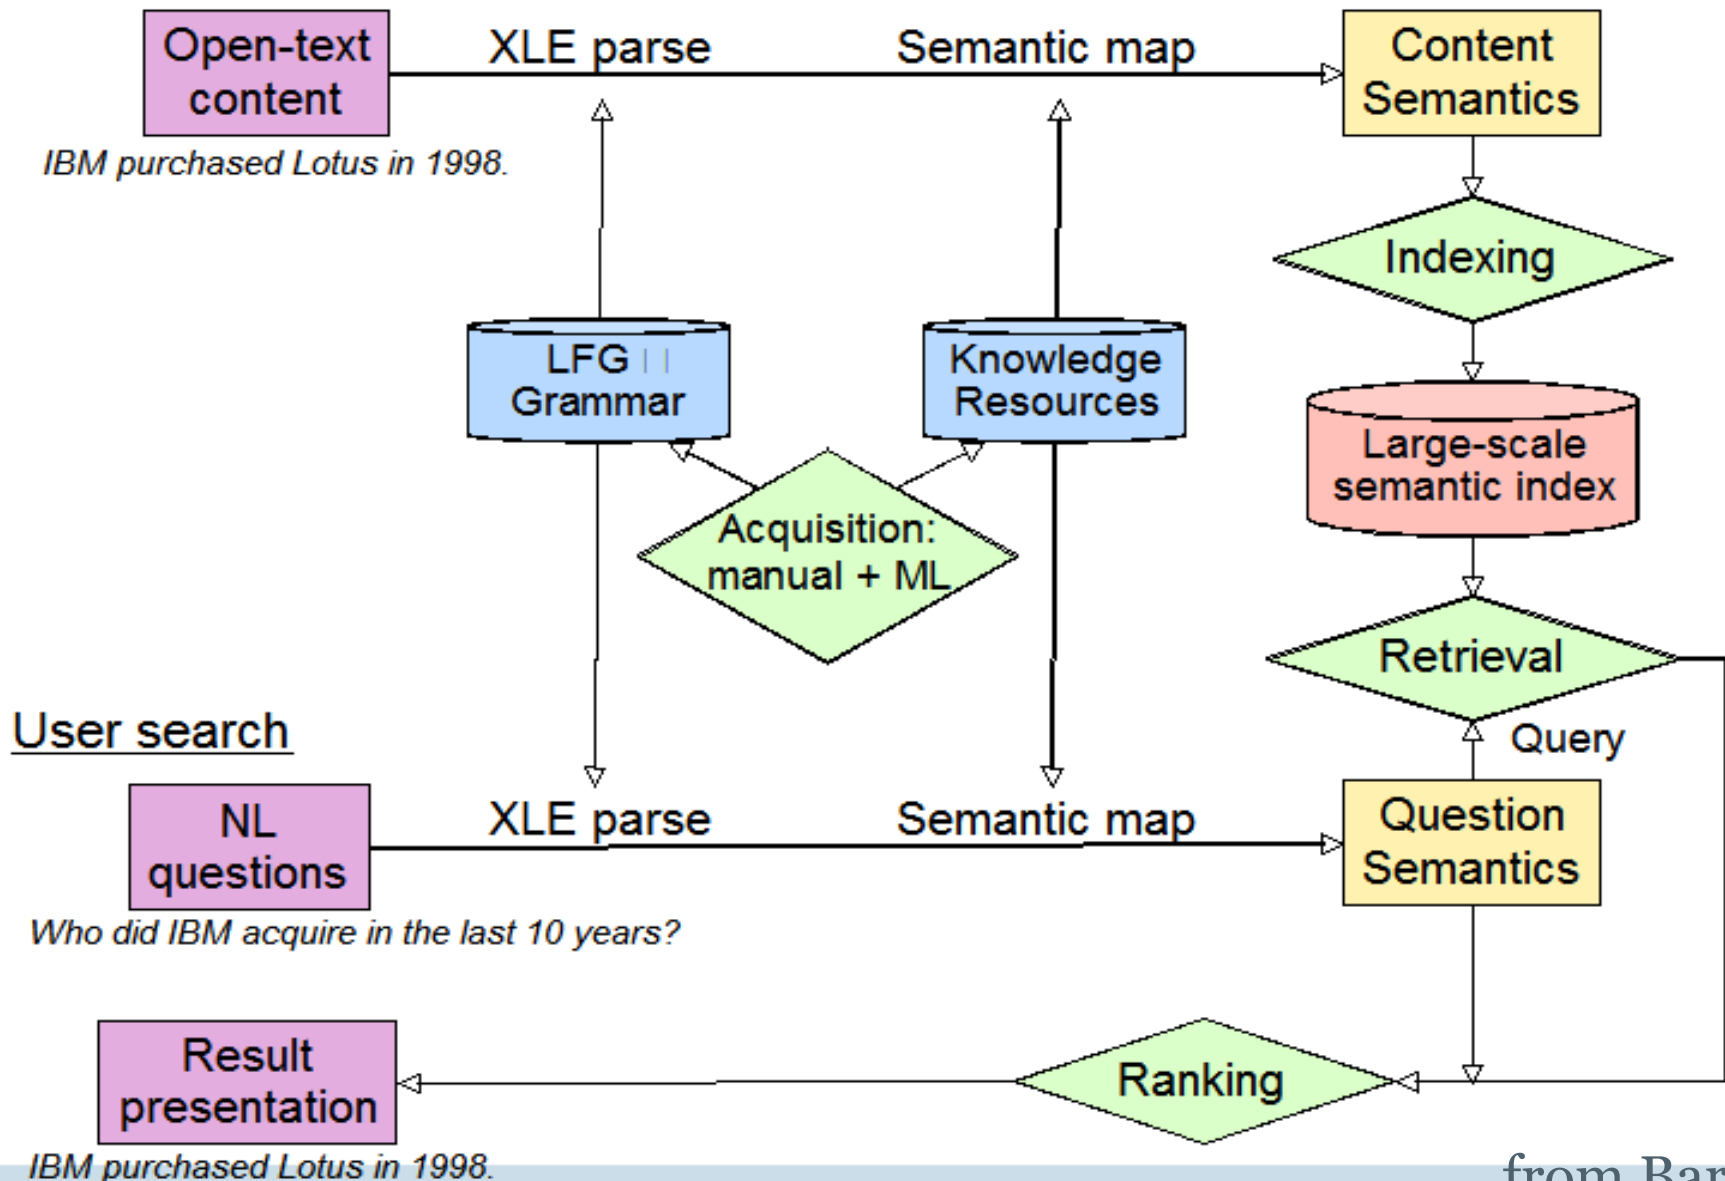 Open-text
content
XLE parse
Semantic map
Content
Semantics
IBM purchased Lotus in 1998.
Indexing
LFG
Grammar
Knowledge
Resources
Large-scale
semantic index
Acquisition:
manual + ML
Retrieval
User search
Query
NL
questions
XLE parse
Semantic map
Question
Semantics
Who did IBM acquire in the last 10 years?
Result
presentation
Ranking
IBM purchased Lotus in 1998.
from Bar